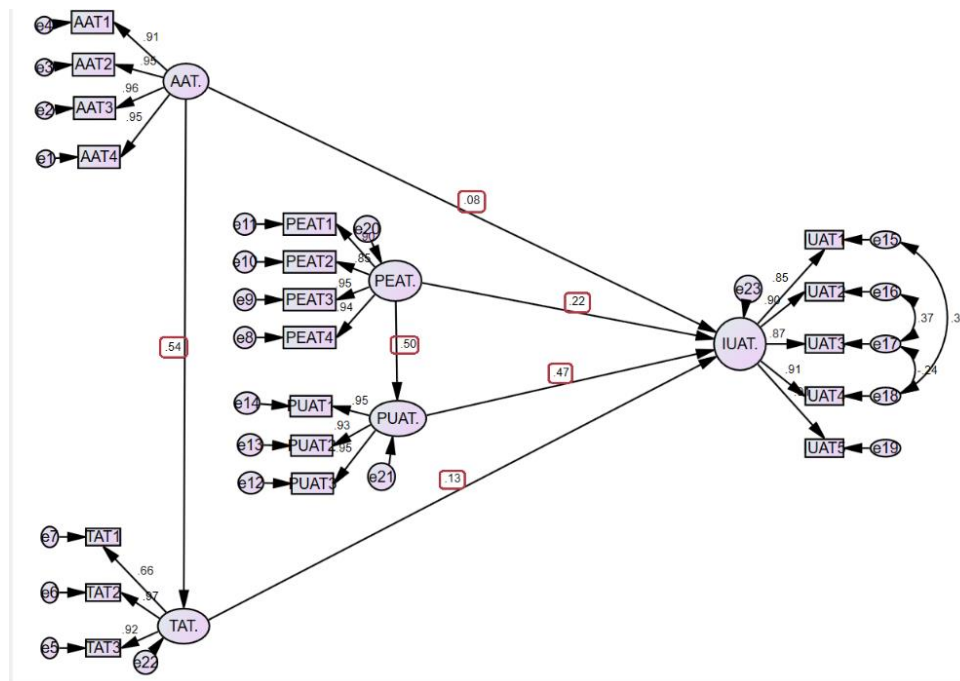 e4 AAT1 .91
e3 AAT2 .95
AAT.
e2 AAT3 .96
e1 AAT4 .95
.08
e11 PEAT1 e20 .90
e10 PEAT2 .85
PEAT.
e9 PEAT3 .95
e8 PEAT4 .94
UAT1 e15
.85
e23 .90 UAT2 e16
.22
.37
IUAT. .87 UAT3 e17
.3
.54
.50
-.24
.91 UAT4 e18
.47
e14 PUAT1 .95
PUAT.
.93
e13 PUAT2 .95
UAT5 e19
e12 PUAT3 e21
.13
e7 TAT1
.66
e6 TAT2 .97
TAT.
e5 TAT3 .92
e22